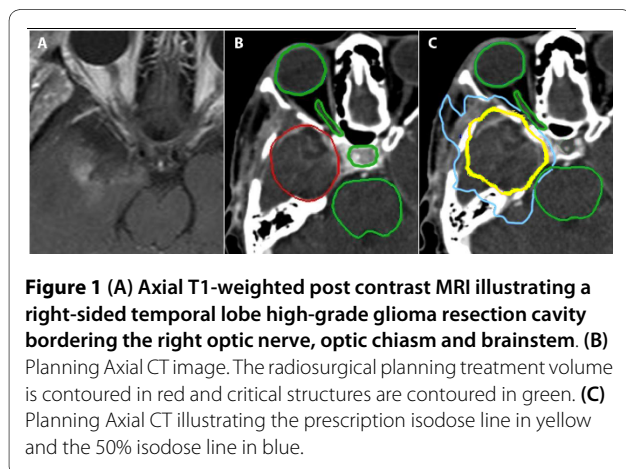 A B C
Figure 1 (A) Axial T1-weighted post contrast MRI illustrating a
right-sided temporal lobe high-grade glioma resection cavity
bordering the right optic nerve, optic chiasm and brainstem. (B)
Planning Axial CT image. The radiosurgical planning treatment volume
is contoured in red and critical structures are contoured in green. (C)
Planning Axial CT illustrating the prescription isodose line in yellow
and the 50% isodose line in blue.